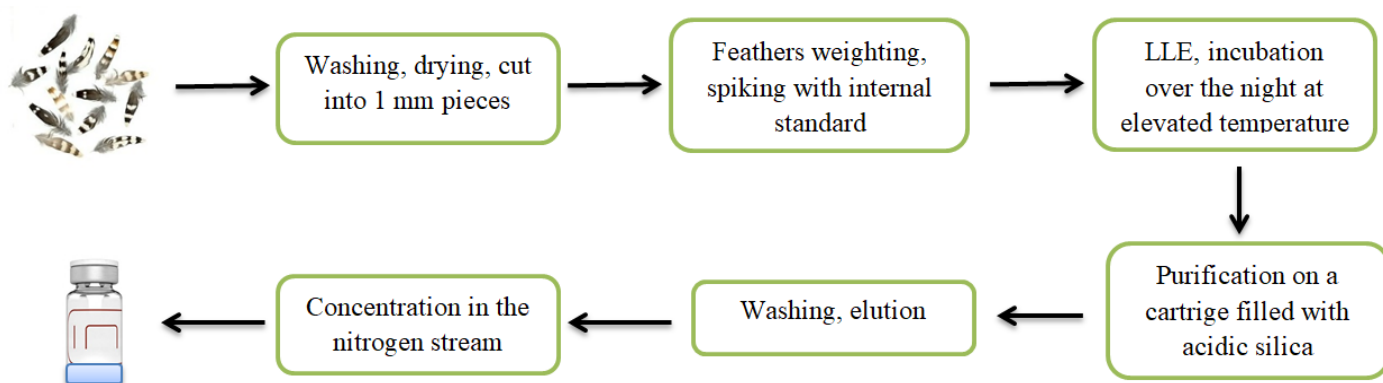 Washing, drying, cut
into 1 mm pieces
Feathers weighting,
spiking with internal
standard
LLE, incubation
over the night at
elevated temperature
Purification on a
cartrige filled with
acidic silica
Washing, elution
Concentration in the
nitrogen stream